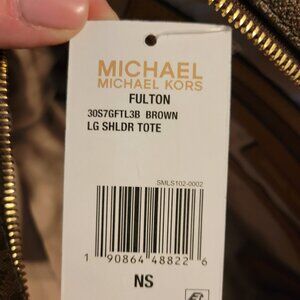 MICHAEL
MICHAEL KORS
FULTON
30S7GFTL3B BROWN
LG SHLDR TOTE
SMLS102-0002
1 90864 48822 6
NS